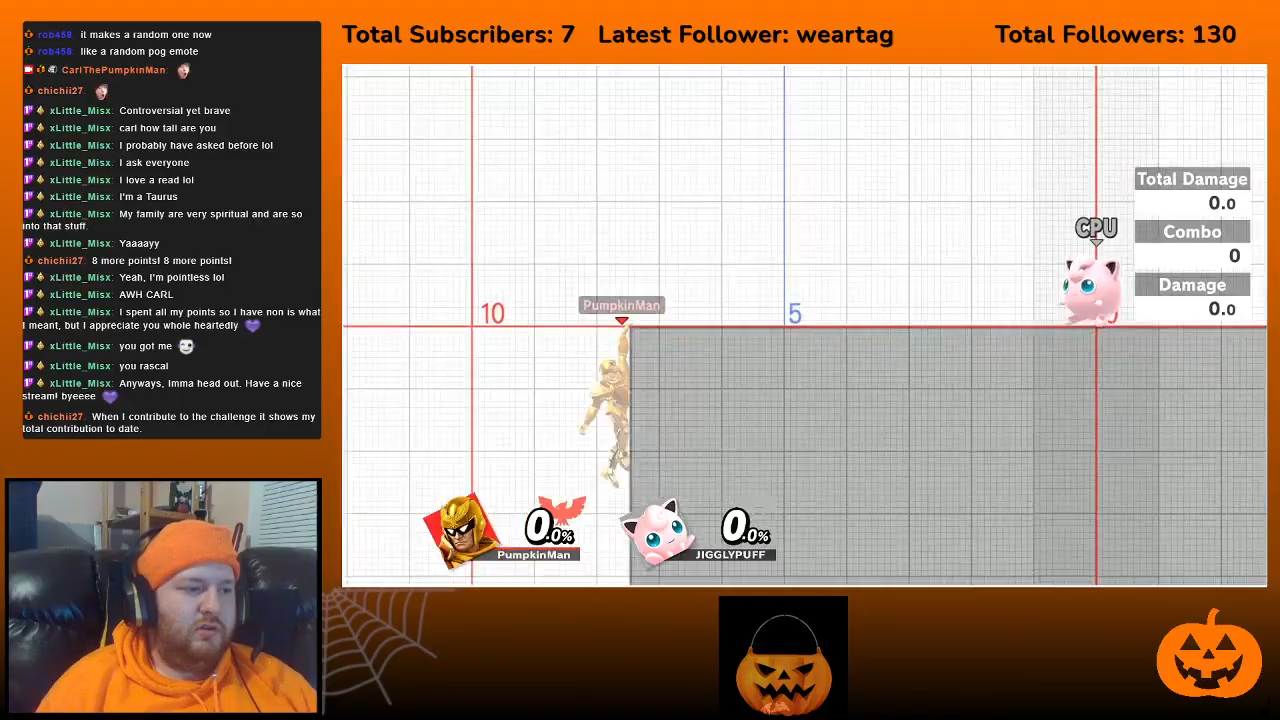 Total Subscribers: 7
Latest Follower: weartag
Total Followers: 130
rob458 it makes a random one now
rob458 like a random pog emote
CarlThePumpkinMan:
chichii27:
xLittle_Misx: Controversial yet brave
xLittle_Misx: carl how tall are you
xLittle_Misx: I probably have asked before lol
xLittle_Misx: I ask everyone
xLittle_Misx: I love a read lol
xLittle_Misx: I'm a Taurus
xLittle_Misx: My family are very spiritual and are so
into that stuff.
xLittle_Misx: Yaaaayy
chichii27: 8 more points! 8 more points!
xLittle_Misx: Yeah, I'm pointless lol
xLittle_Misx: AWH CARL
xLittle_Misx: I spent all my points so I have non is what
I meant, but I appreciate you whole heartedly
xLittle_Misx: you got me
xLittle_Misx: you rascal
xLittle_Misx: Anyways, Imma head out. Have a nice
stream! byeeee
chichii27: When I contribute to the challenge it shows my
total contribution to date.
10
PumpkinMan
5
CPU
Total Damage
0.0
Combo
0
Damage
0.0
0.0%
PumpkinMan
0.0%
JIGGLYPUFF